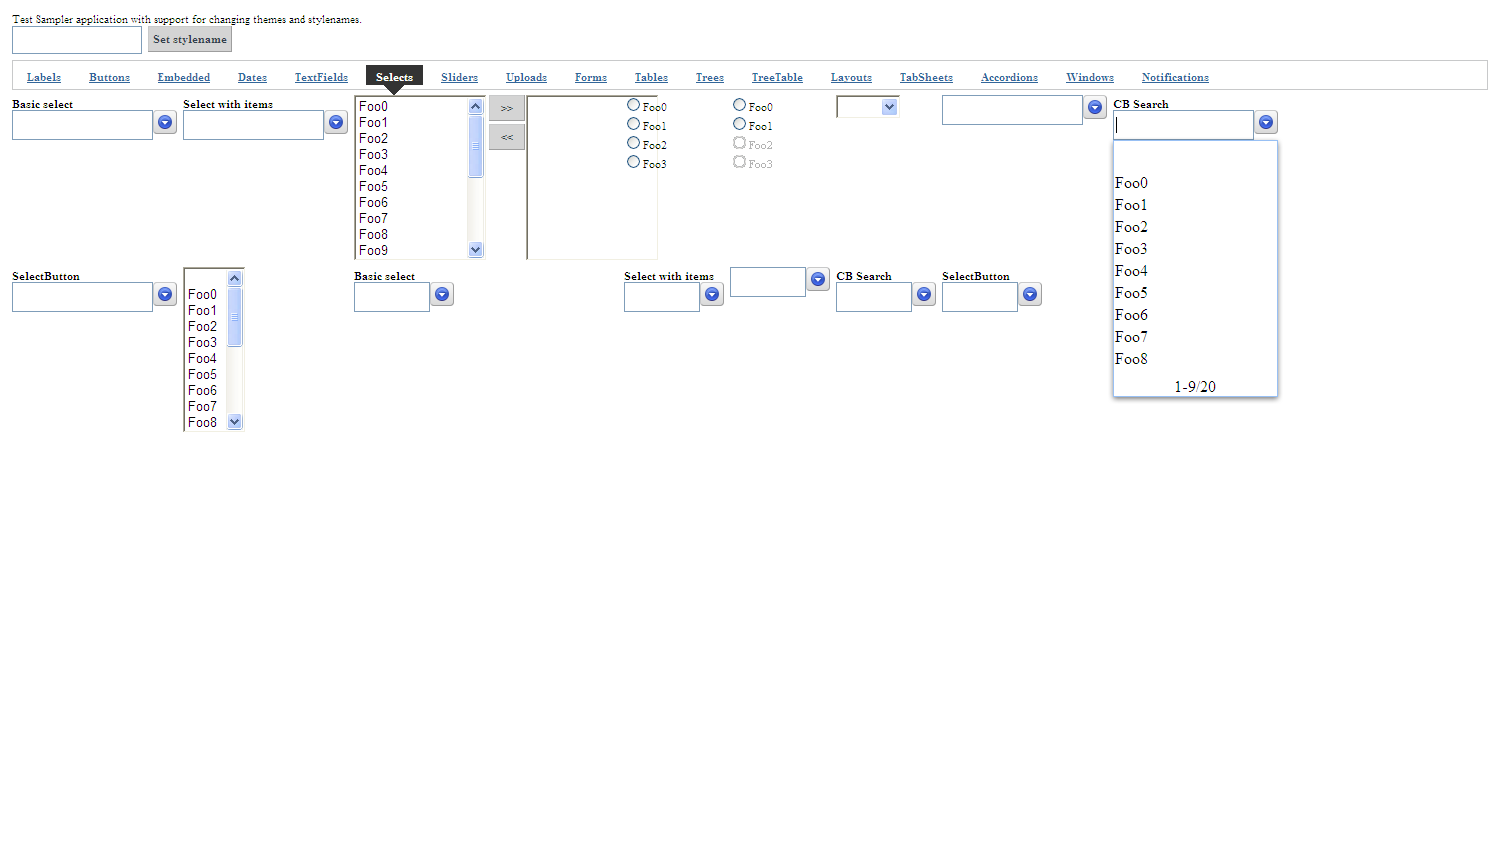 Test Sampler application with support for changing themes and stylenames.
Set stylename
Labels Buttons Embedded Dates TextFields Selects Sliders Uploads Forms Tables Trees TreeTable Layouts TabSheets Accordions Windows Notifications
Basic select
Select with items
Foo0
Foo1
Foo2
Foo3
Foo4
Foo5
Foo6
Foo7
Foo8
Foo9
>>
<<
Foo0
Foo1
Foo2
Foo3
Foo0
Foo1
Foo2
Foo3
CB Search
Foo0
Foo1
Foo2
Foo3
Foo4
Foo5
Foo6
Foo7
Foo8
1-9/20
SelectButton
Foo0
Foo1
Foo2
Foo3
Foo4
Foo5
Foo6
Foo7
Foo8
Basic select
Select with items
CB Search
SelectButton